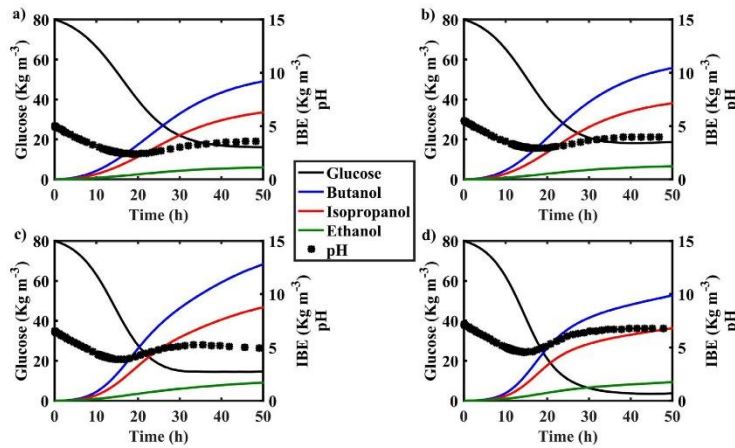 a)
80
60
40
20
0
Glucose (Kg m-3)
15
10
5
0
IBE (Kg m-3)
pH
0 10 20 30 40 50
Time (h)
b)
80
60
40
20
0
Glucose (Kg m-3)
15
10
5
0
IBE (Kg m-3)
pH
0 10 20 30 40 50
Time (h)
Glucose
Butanol
Isopropanol
Ethanol
pH
c)
80
60
40
20
0
Glucose (Kg m-3)
15
10
5
0
IBE (Kg m-3)
pH
0 10 20 30 40 50
Time (h)
d)
80
60
40
20
0
Glucose (Kg m-3)
15
10
5
0
IBE (Kg m-3)
pH
0 10 20 30 40 50
Time (h)